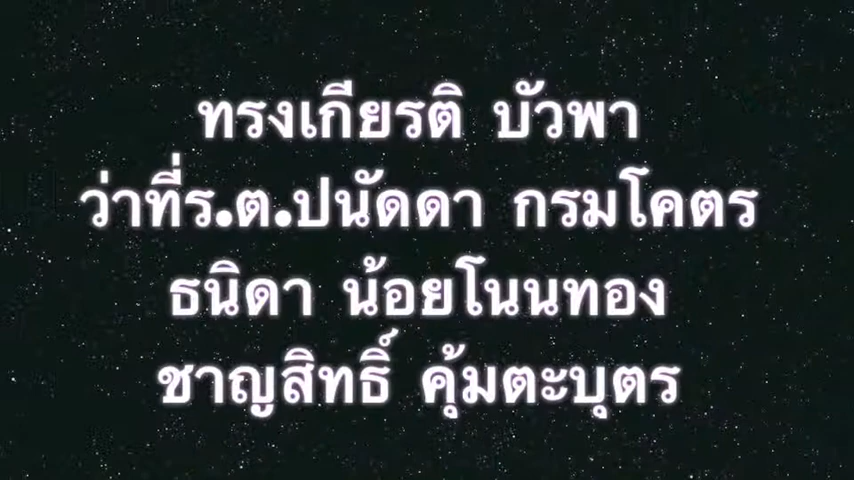 ทรงเกียรติ บัวพา
ว่าที่ร.ต.ปนัดดา กรมโคตร
ธนิดา น้อยโนนทอง
ชาญสิทธิ์ คุ้มตะบุตร